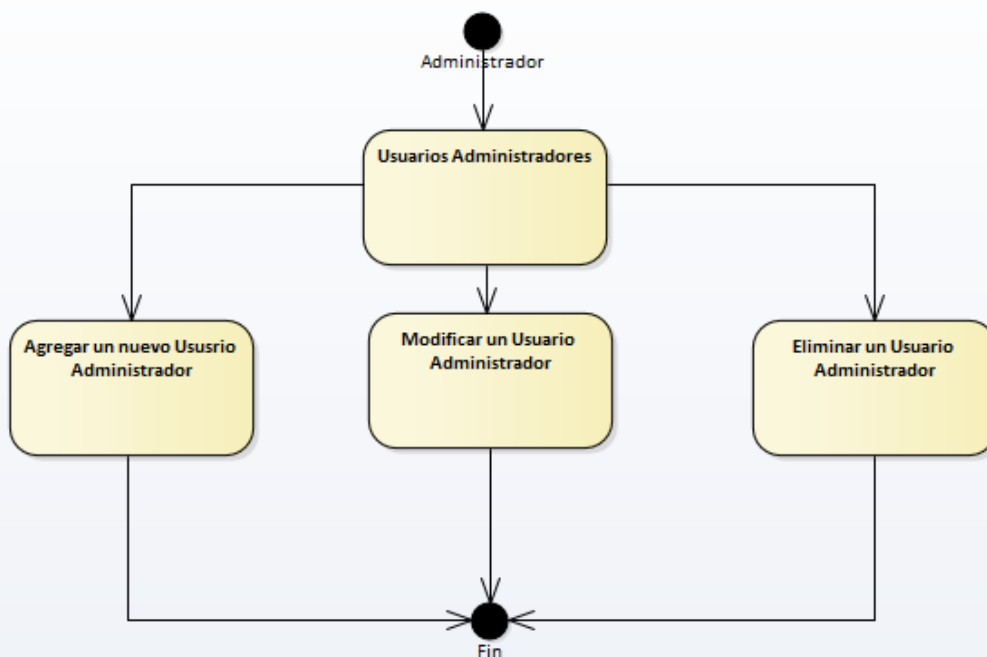 Administrador
Usuarios Administradores
Agregar un nuevo Ususrio
Administrador
Modificar un Usuario
Administrador
Eliminar un Usuario
Administrador
Fin